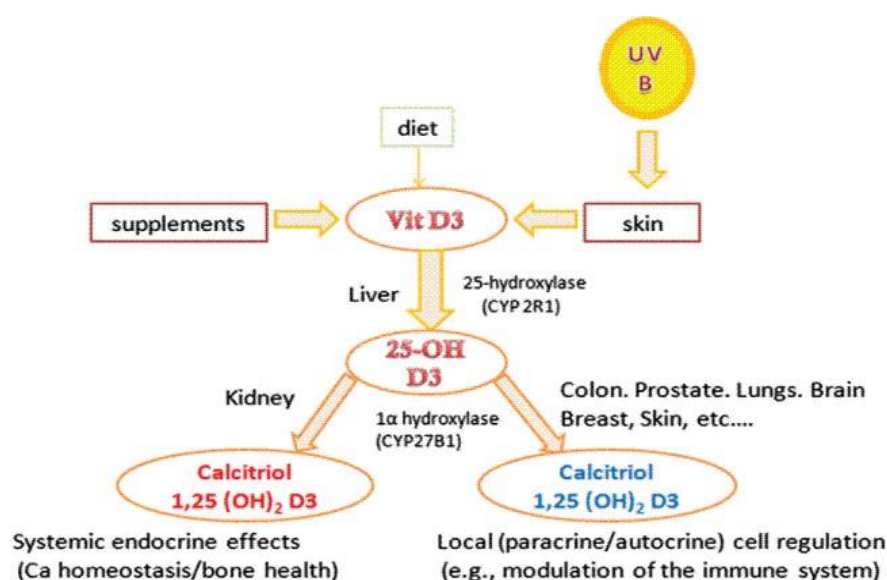 UV
B
diet
supplements
Vit D3
skin
Liver
25-hydroxylase
(CYP 2R1)
25-OH
D3
Kidney
1α hydroxylase
(CYP27B1)
Colon. Prostate. Lungs. Brain
Breast, Skin, etc....
Calcitriol
1,25 (OH)₂ D3
Calcitriol
1,25 (OH)₂ D3
Systemic endocrine effects
(Ca homeostasis/bone health)
Local (paracrine/autocrine) cell regulation
(e.g., modulation of the immune system)